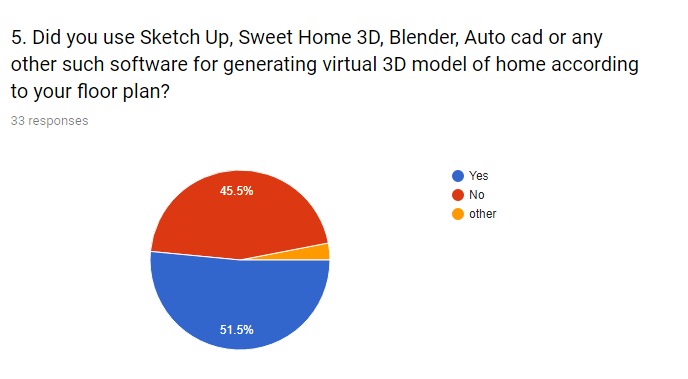 5. Did you use Sketch Up, Sweet Home 3D, Blender, Auto cad or any
other such software for generating virtual 3D model of home according
to your floor plan?
33 responses
45.5%
51.5%
Yes
No
other